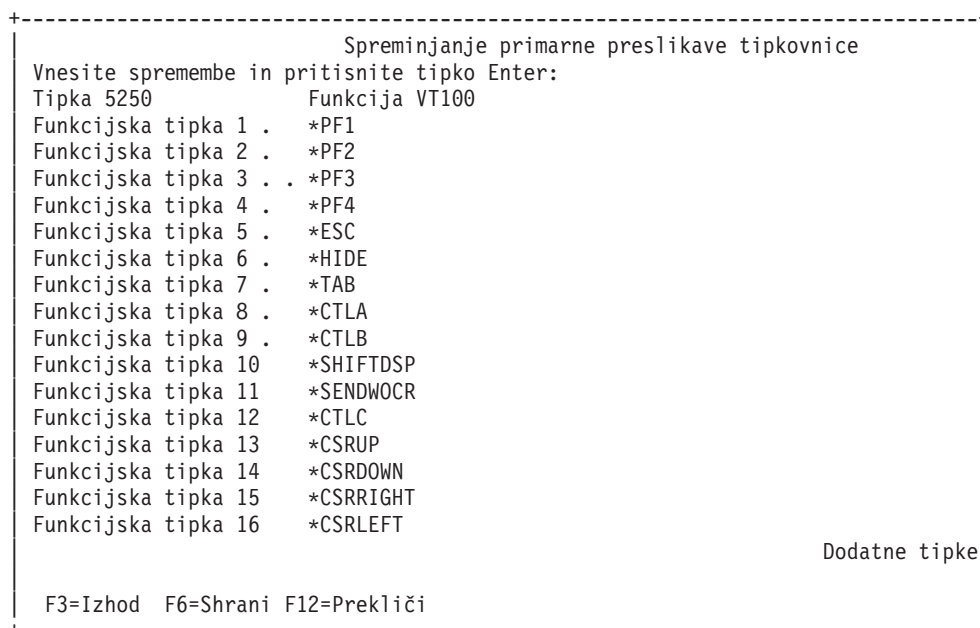 Spreminjanje primarne preslikave tipkovnice
Vnesite spremembe in pritisnite tipko Enter:
Tipka 5250 Funkcija VT100
Funkcijska tipka 1 . *PF1
Funkcijska tipka 2 . *PF2
Funkcijska tipka 3 . . *PF3
Funkcijska tipka 4 . *PF4
Funkcijska tipka 5 . *ESC
Funkcijska tipka 6 . *HIDE
Funkcijska tipka 7 . *TAB
Funkcijska tipka 8 . *CTLA
Funkcijska tipka 9 . *CTLB
Funkcijska tipka 10 *SHIFTDSP
Funkcijska tipka 11 *SENDWOCR
Funkcijska tipka 12 *CTLC
Funkcijska tipka 13 *CSRUP
Funkcijska tipka 14 *CSRDOWN
Funkcijska tipka 15 *CSRRIGHT
Funkcijska tipka 16 *CSRLEFT
Dodatne tipke
F3=Izhod F6=Shrani F12=Prekliči